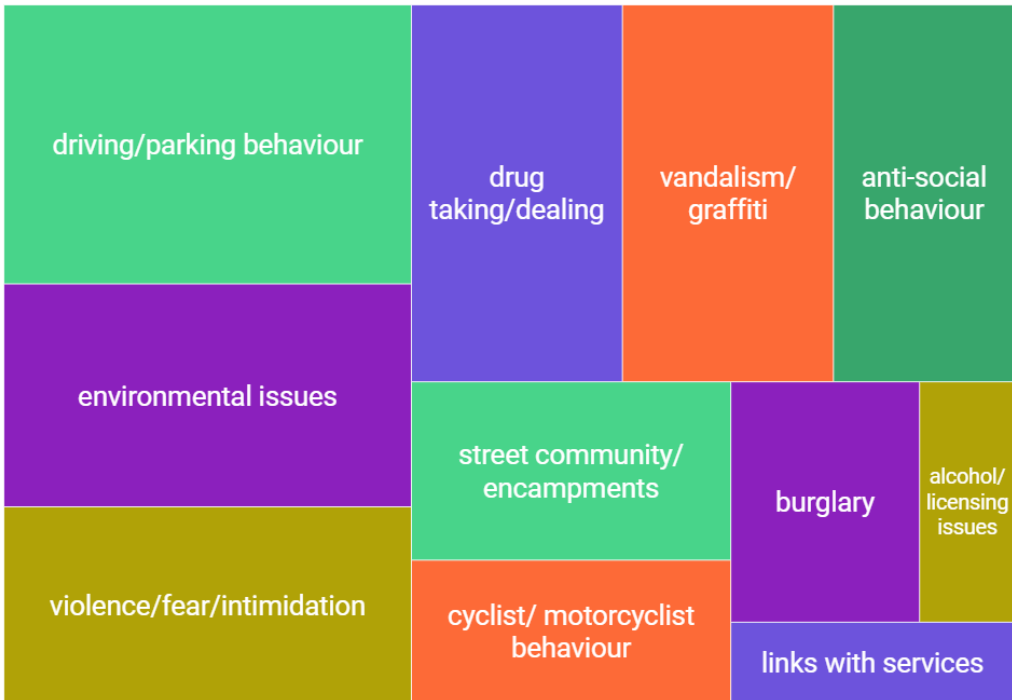 driving/parking behaviour
environmental issues
violence/fear/intimidation
drug
taking/dealing
vandalism/
graffiti
anti-social
behaviour
street community/
encampments
cyclist/ motorcyclist
behaviour
burglary
alcohol/
licensing
issues
links with services